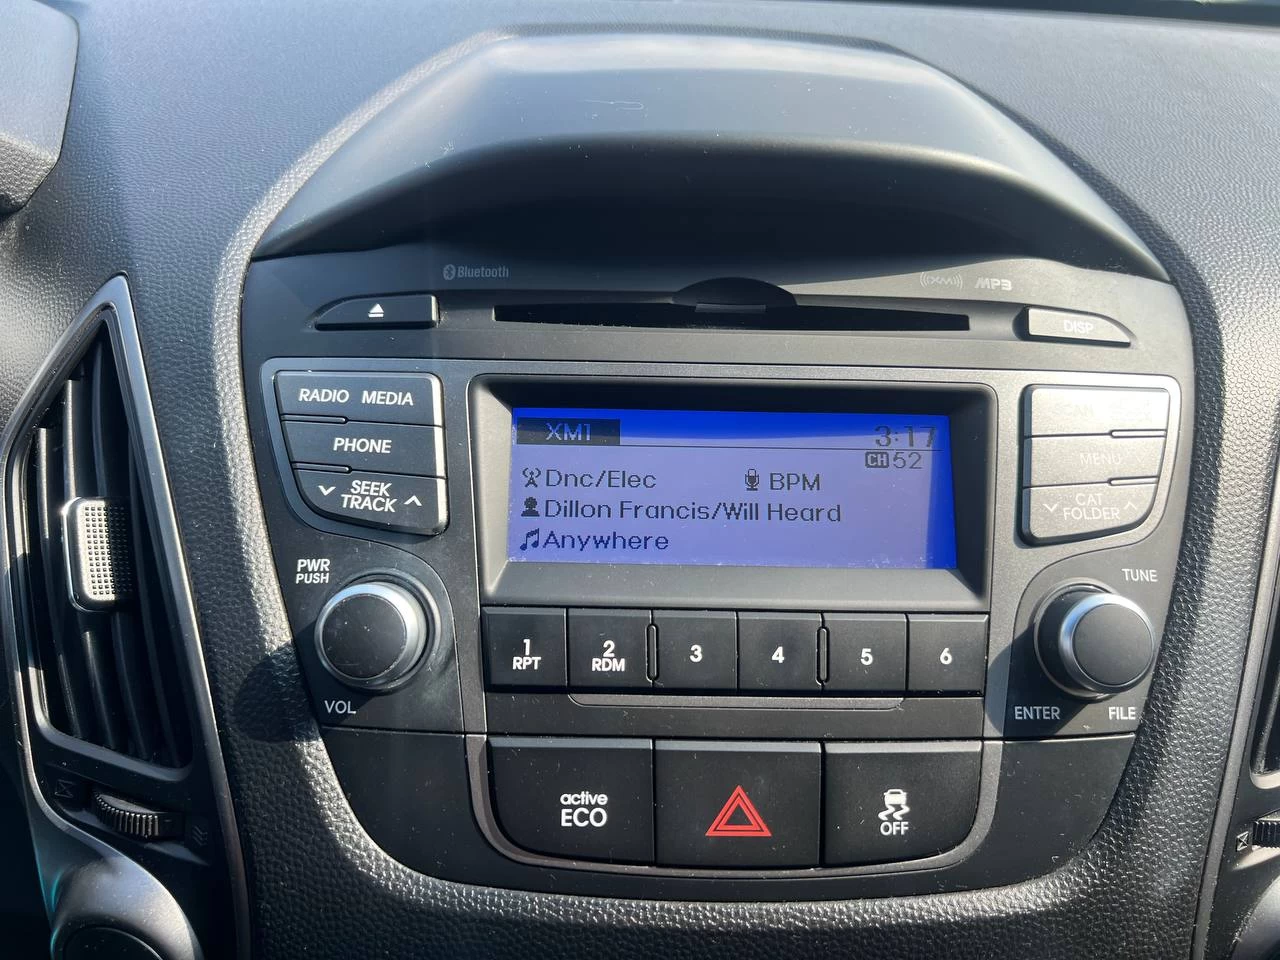 Bluetooth
((XM)) MP3
DISP
RADIO MEDIA
PHONE
SEEK
TRACK
XM1 3:17
CH 52
Dnc/Elec BPM
Dillon Francis/Will Heard
Anywhere
SCAN
MENU
CAT
FOLDER
PWR
PUSH
VOL
TUNE
ENTER FILE
1
RPT
2
RDM
3
4
5
6
active
ECO
OFF